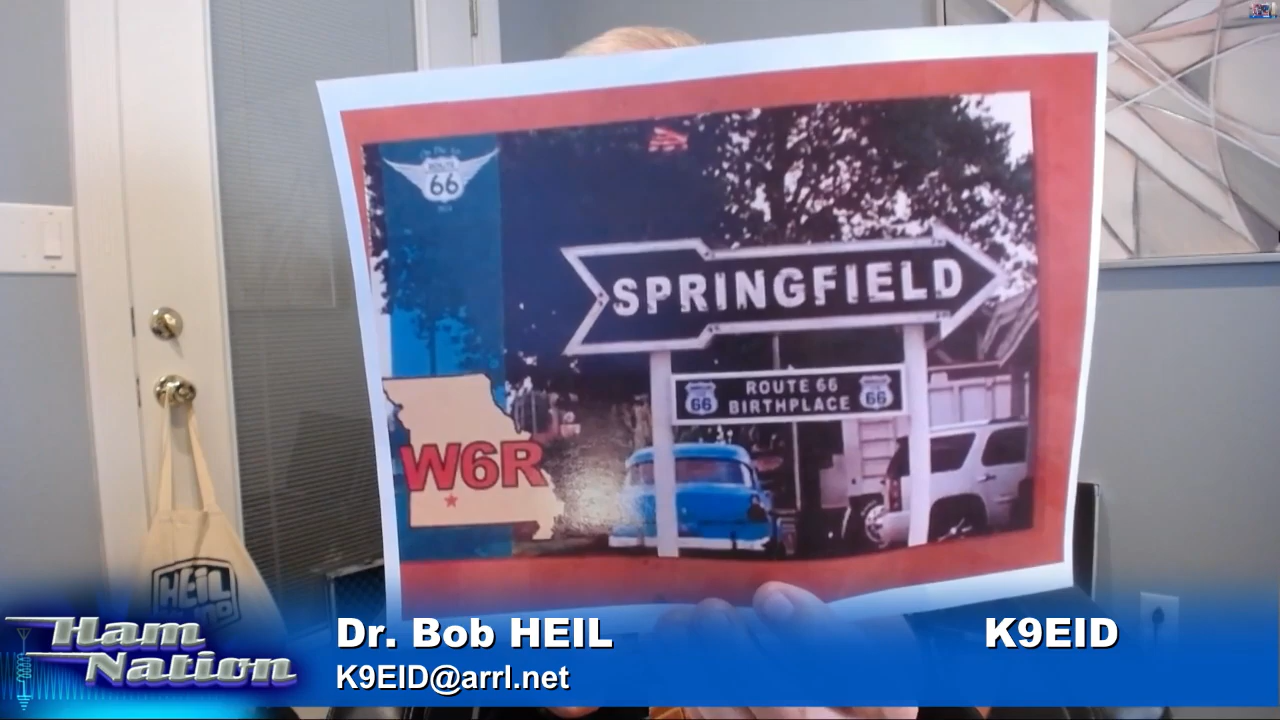 ROUTE
66
SPRINGFIELD
66
ROUTE 66
BIRTHPLACE
66
W6R
HEIL
Ham
Nation
Dr. Bob HEIL
K9EID
K9EID@arrl.net